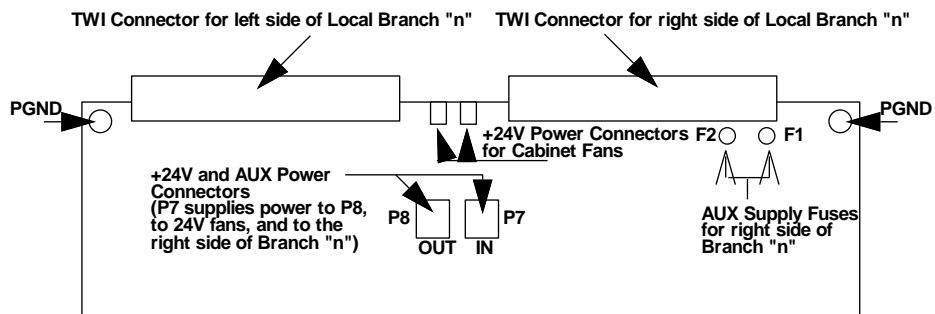 TWI Connector for left side of Local Branch "n"
TWI Connector for right side of Local Branch "n"
PGND
PGND
+24V Power Connectors
for Cabinet Fans
F2
F1
+24V and AUX Power
Connectors
(P7 supplies power to P8,
to 24V fans, and to the
right side of Branch "n")
P8
P7
OUT
IN
AUX Supply Fuses
for right side of
Branch "n"